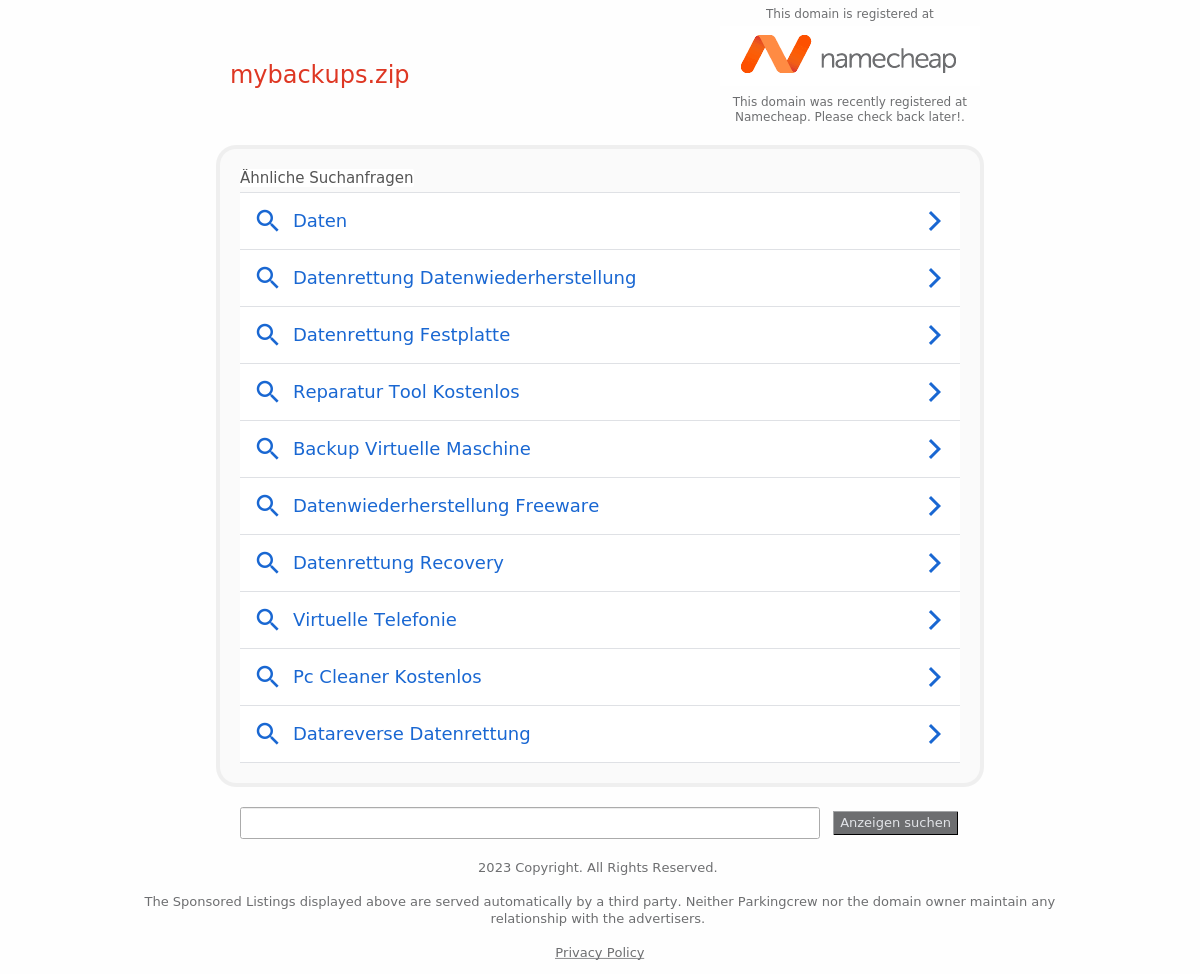 This domain is registered at
namecheap
mybackups.zip
This domain was recently registered at
Namecheap. Please check back later!.
Ähnliche Suchanfragen
Daten
Datenrettung Datenwiederherstellung
Datenrettung Festplatte
Reparatur Tool Kostenlos
Backup Virtuelle Maschine
Datenwiederherstellung Freeware
Datenrettung Recovery
Virtuelle Telefonie
Pc Cleaner Kostenlos
Datareverse Datenrettung
Anzeigen suchen
2023 Copyright. All Rights Reserved.
The Sponsored Listings displayed above are served automatically by a third party. Neither Parkingcrew nor the domain owner maintain any
relationship with the advertisers.
Privacy Policy